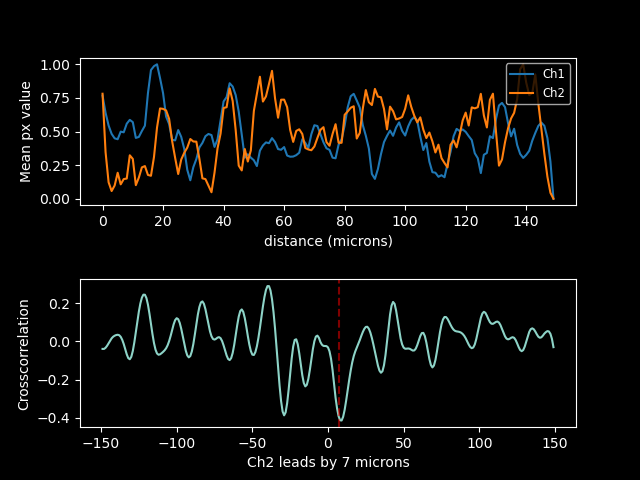 Mean px value
1.00
0.75
0.50
0.25
0.00
Ch1
Ch2
0 20 40 60 80 100 120 140
distance (microns)
Crosscorrelation
0.2
0.0
−0.2
−0.4
−150 −100 −50 0 50 100 150
Ch2 leads by 7 microns